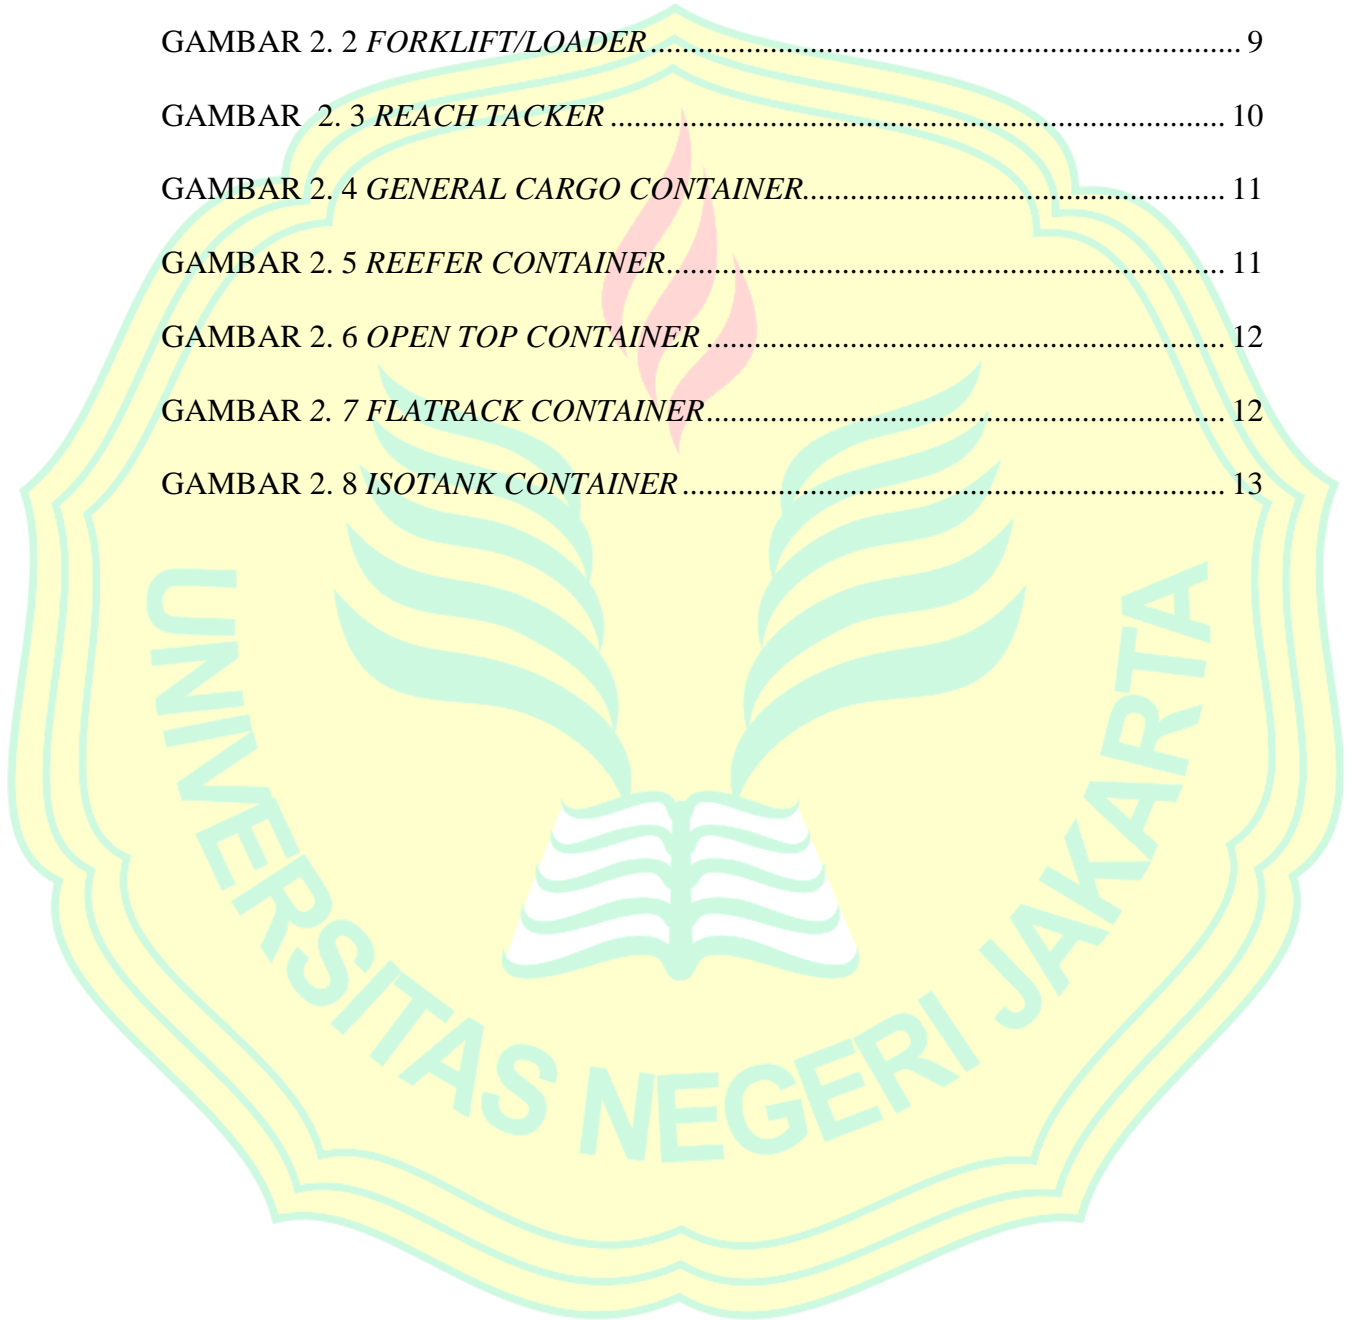 GAMBAR 2. 2 FORKLIFT/LOADER ........................................................................ 9
GAMBAR  2. 3 REACH TACKER ........................................................................... 10
GAMBAR 2. 4 GENERAL CARGO CONTAINER................................................... 11
GAMBAR 2. 5 REEFER CONTAINER.................................................................... 11
GAMBAR 2. 6 OPEN TOP CONTAINER ............................................................... 12
GAMBAR 2. 7 FLATRACK CONTAINER............................................................... 12
GAMBAR 2. 8 ISOTANK CONTAINER .................................................................. 13
UNIVERSITAS NEGERI JAKARTA